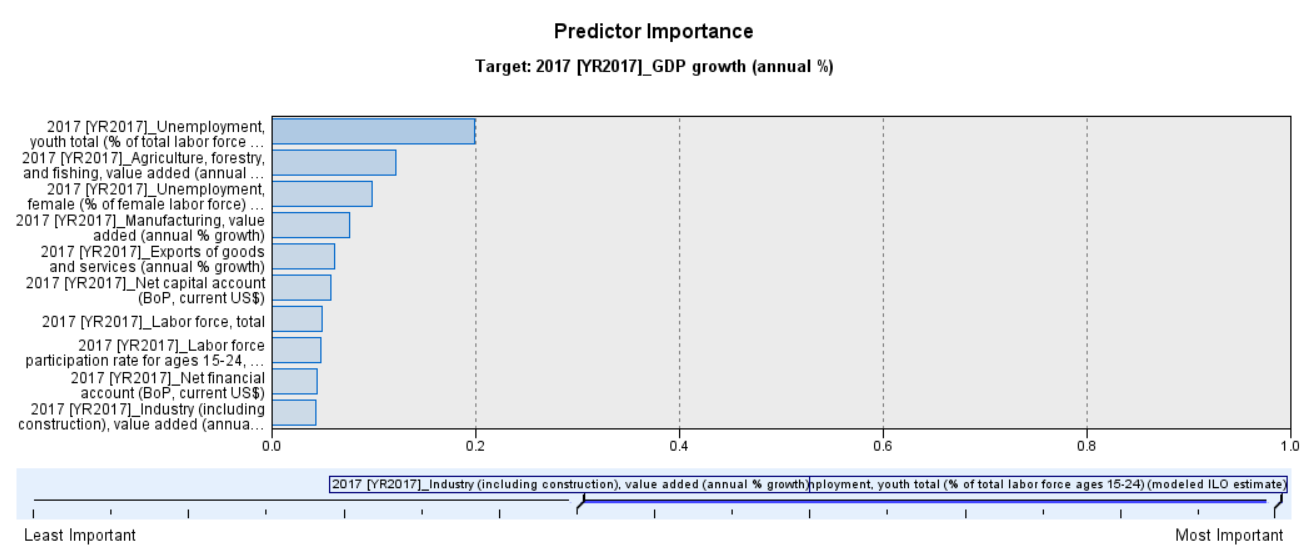 Predictor Importance
Target: 2017 [YR2017]_GDP growth (annual %)
2017 [YR2017]_Unemployment,
youth total (% of total labor force ...
2017 [YR2017]_Agriculture, forestry,
and fishing, value added (annual ...
2017 [YR2017]_Unemployment,
female (% of female labor force) ...
2017 [YR2017]_Manufacturing, value
added (annual % growth)
2017 [YR2017]_Exports of goods
and services (annual % growth)
2017 [YR2017]_Net capital account
(BoP, current US$)
2017 [YR2017]_Labor force, total
2017 [YR2017]_Labor force
participation rate for ages 15-24, ...
2017 [YR2017]_Net financial
account (BoP, current US$)
2017 [YR2017]_Industry (including
construction), value added (annua...
0.0 0.2 0.4 0.6 0.8 1.0
2017 [YR2017]_Industry (including construction), value added (annual % growth) nployment, youth total (% of total labor force ages 15-24) (modeled ILO estimate)
Least Important Most Important